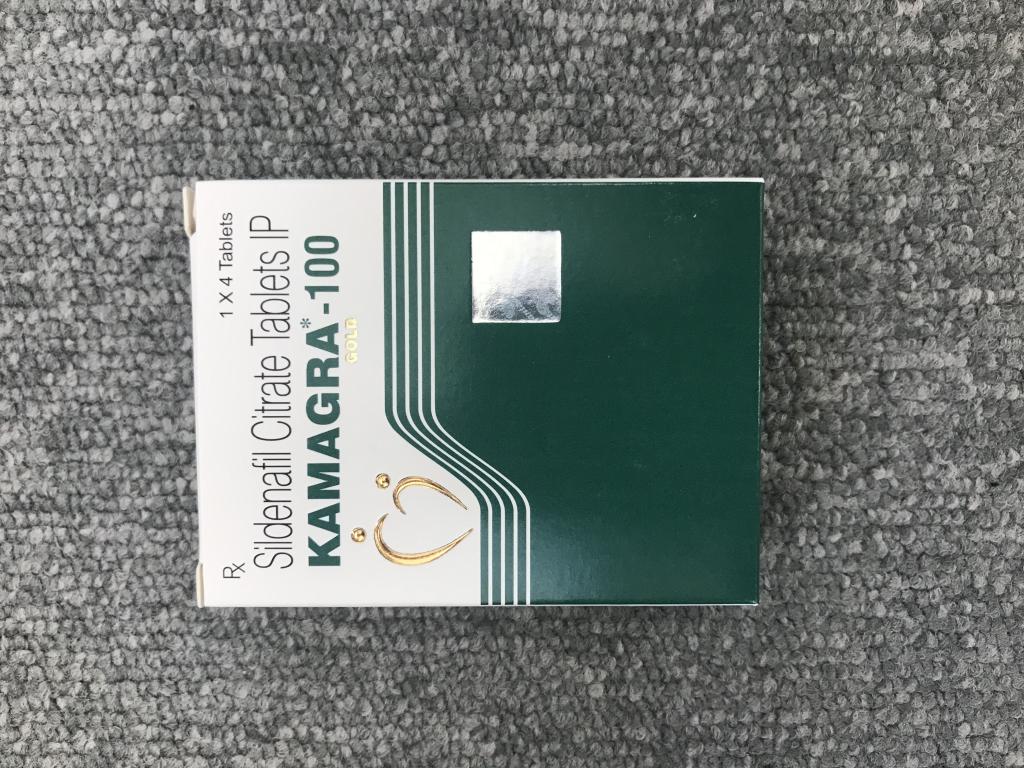 Rx
1 X 4 Tablets
Sildenafil Citrate Tablets IP
KAMAGRA*-100
GOLD